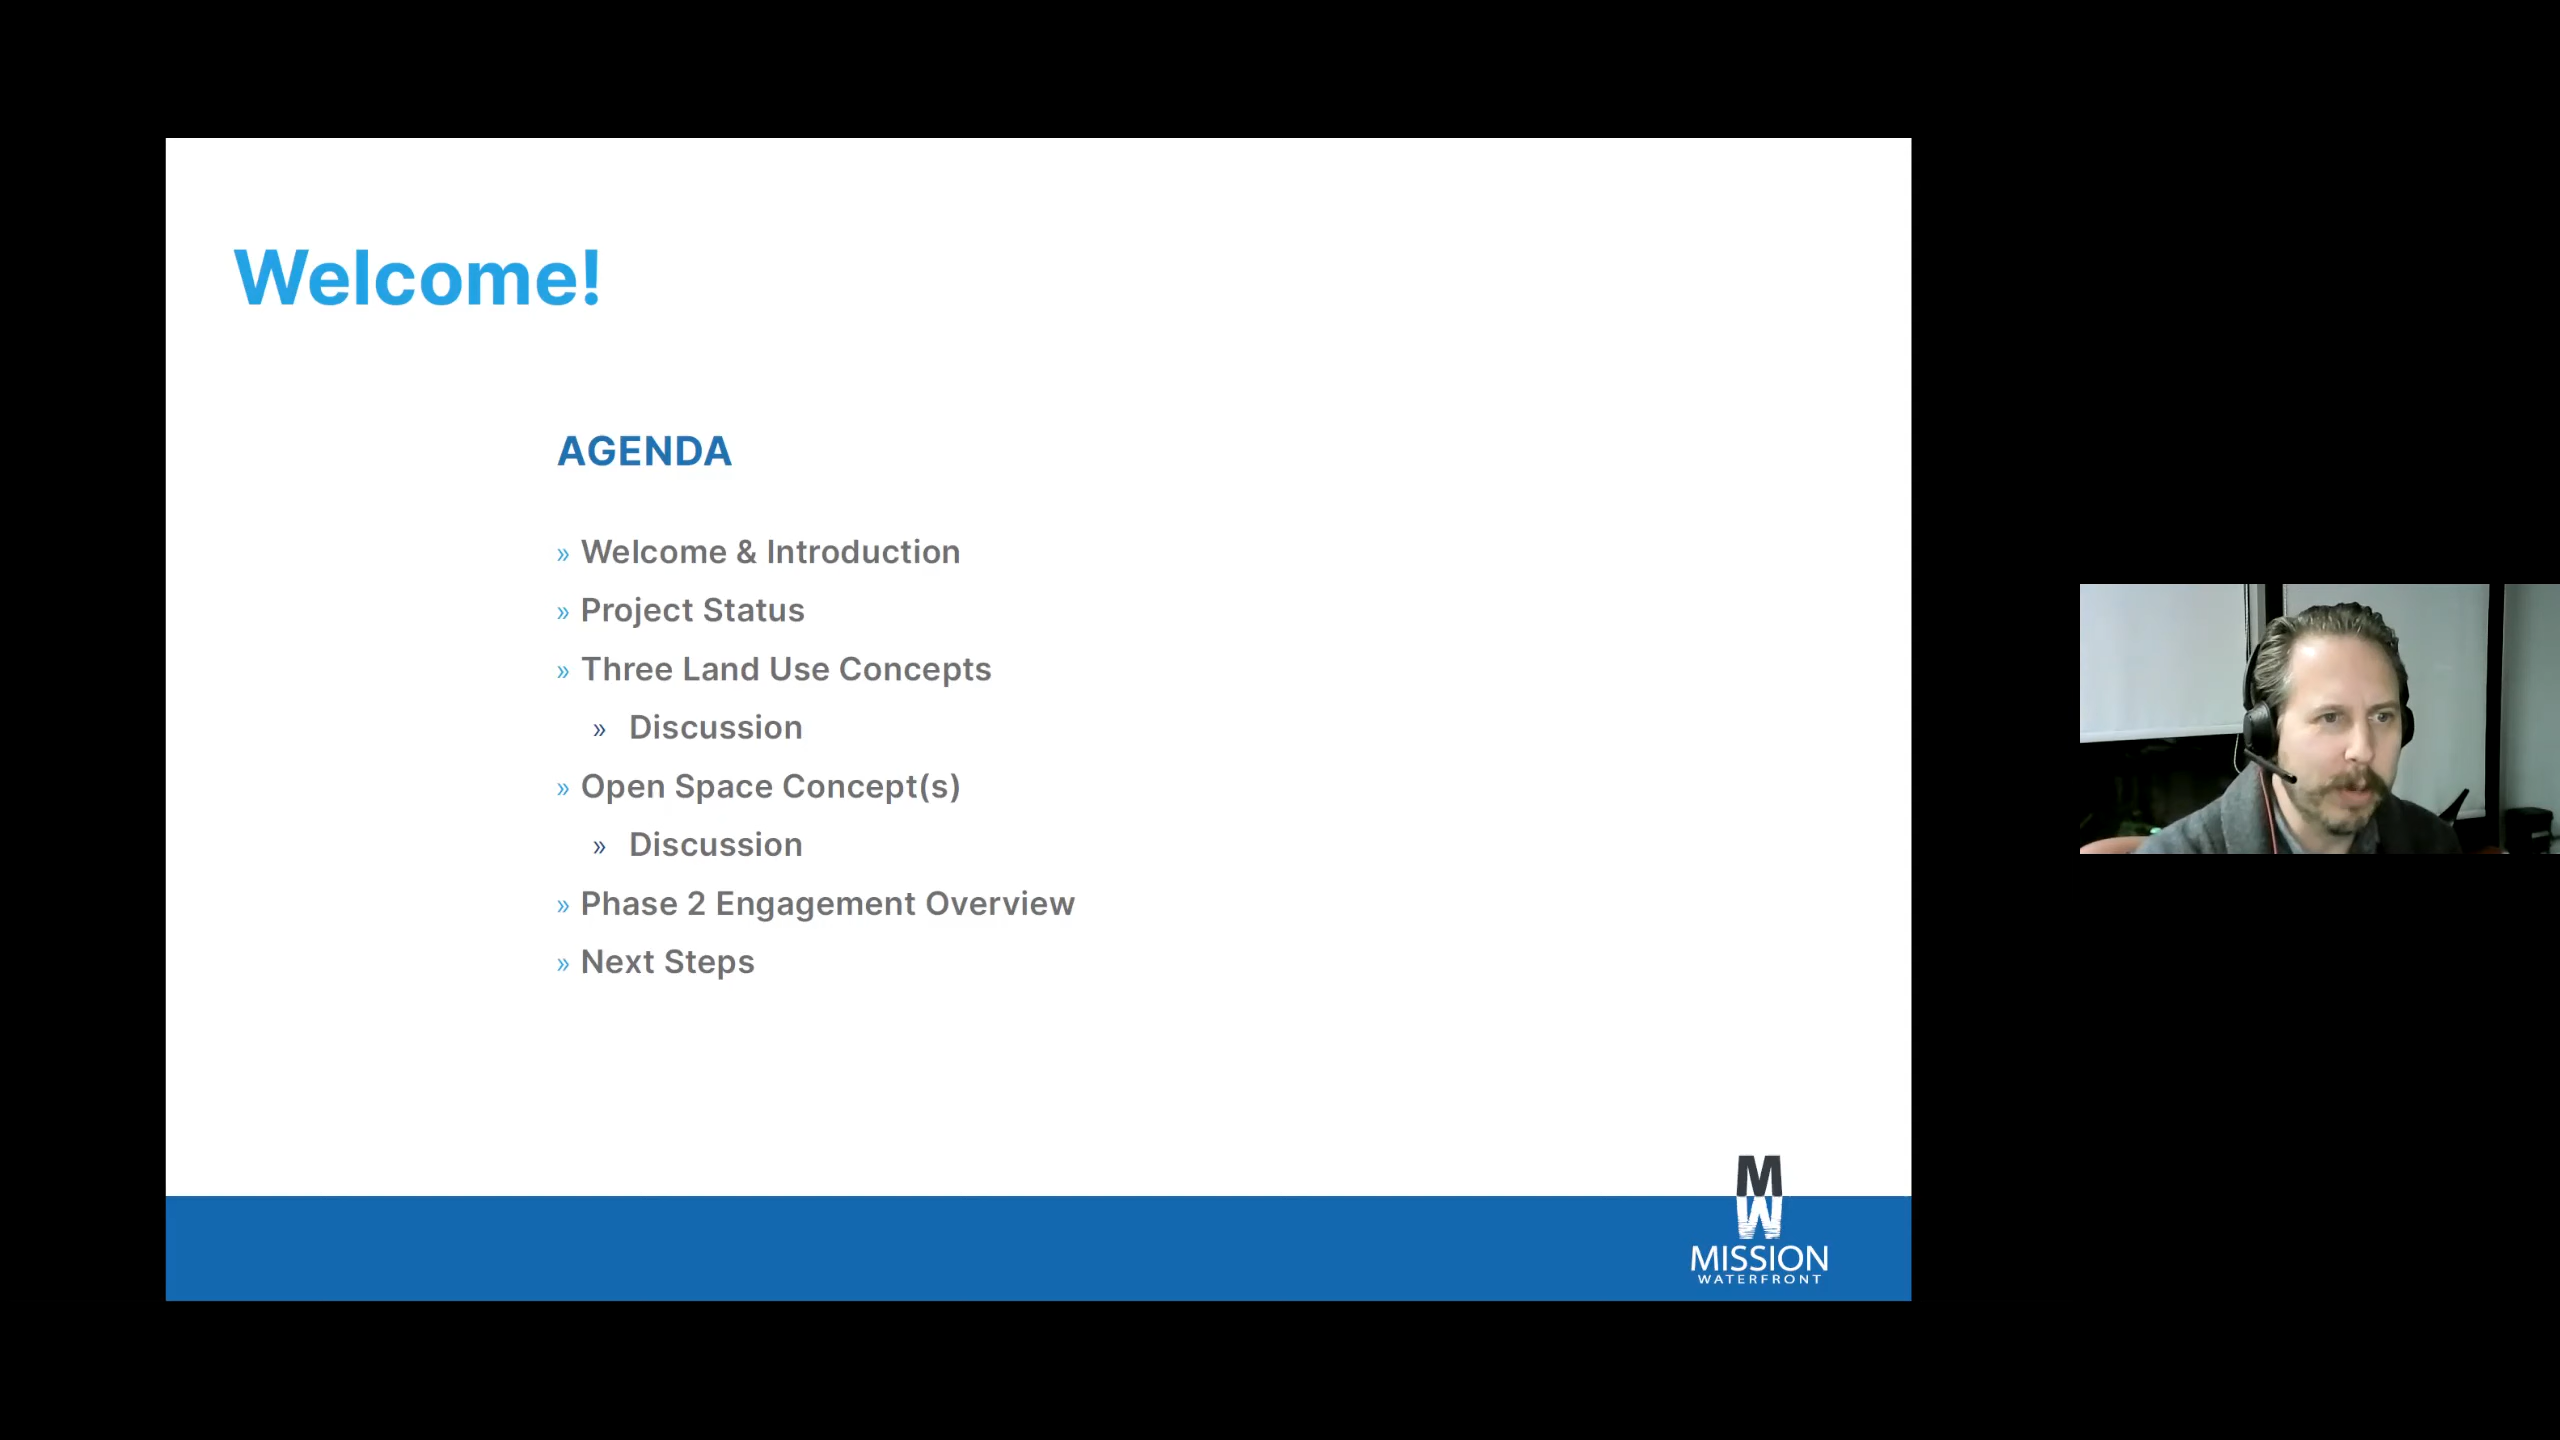 Welcome!
AGENDA
» Welcome & Introduction
» Project Status
» Three Land Use Concepts
» Discussion
» Open Space Concept(s)
» Discussion
» Phase 2 Engagement Overview
» Next Steps
M
W
MISSION
WATERFRONT